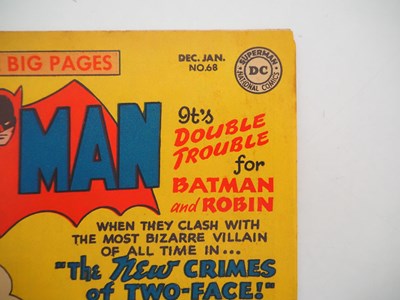 BIG PAGES
DEC. JAN.
NO.68
SUPERMAN
DC
NATIONAL COMICS
MAN
It's
DOUBLE
TROUBLE
for
BATMAN
and ROBIN
WHEN THEY CLASH WITH
THE MOST BIZARRE VILLAIN
OF ALL TIME IN...
"The New CRIMES
of TWO-FACE!"